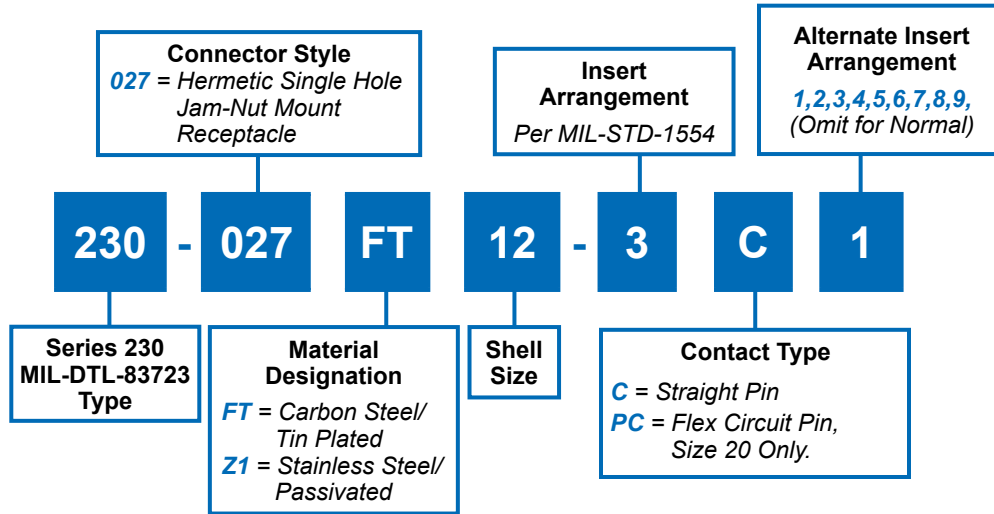 Connector Style
027 = Hermetic Single Hole
Jam-Nut Mount
Receptacle
Insert
Arrangement
Per MIL-STD-1554
Alternate Insert
Arrangement
1,2,3,4,5,6,7,8,9,
(Omit for Normal)
230 - 027 FT 12 - 3 C 1
Series 230
MIL-DTL-83723
Type
Material
Designation
FT = Carbon Steel/
Tin Plated
Z1 = Stainless Steel/
Passivated
Shell
Size
Contact Type
C = Straight Pin
PC = Flex Circuit Pin,
Size 20 Only.